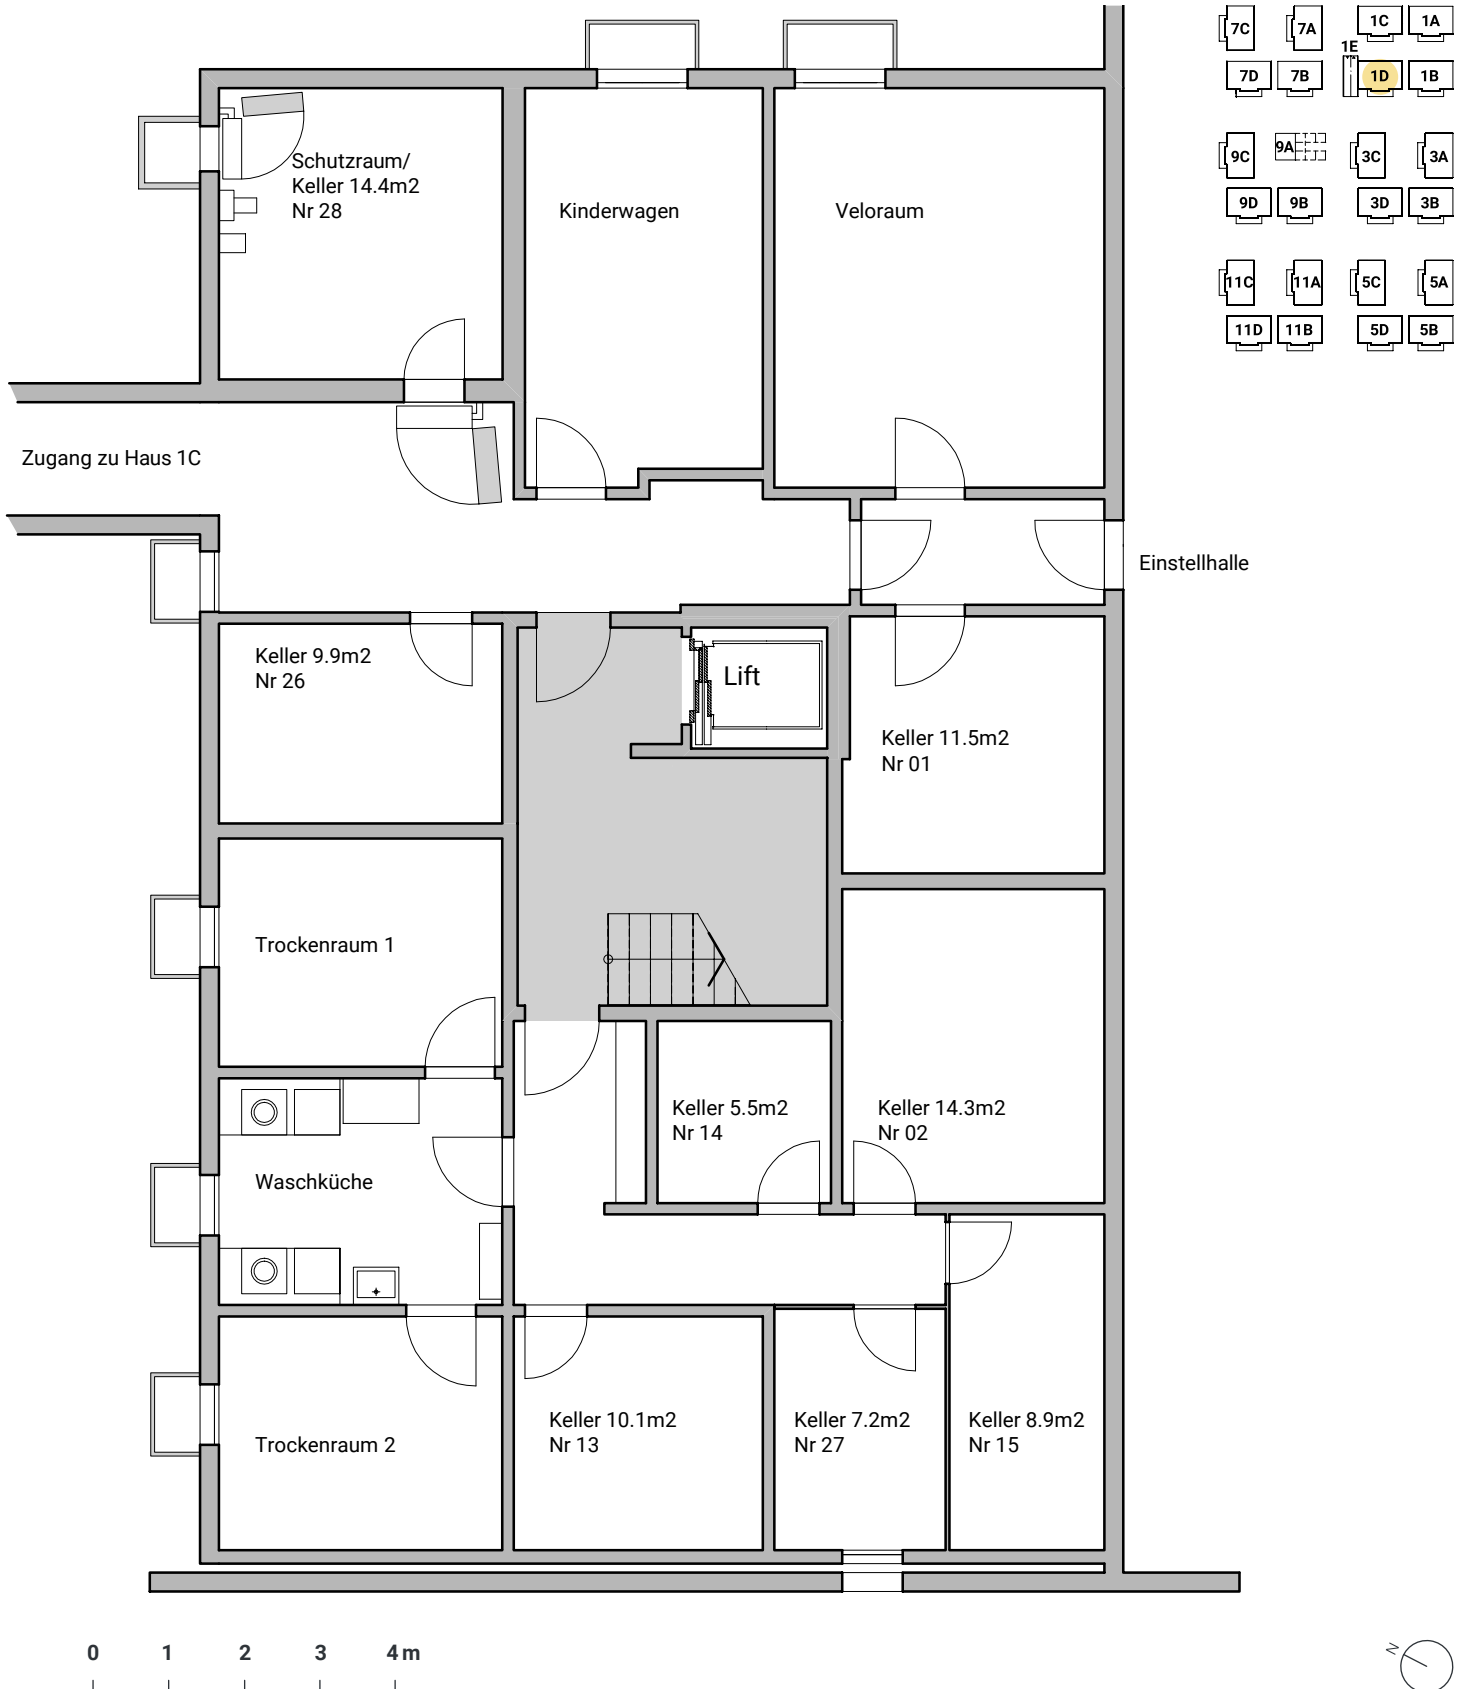 7C
7A
1C
1A
1E
7D
7B
1D
1B
9C
9A
3C
3A
9D
9B
3D
3B
11C
11A
5C
5A
11D
11B
5D
5B
Schutzraum/
Keller 14.4m2
Nr 28
Kinderwagen
Veloraum
Zugang zu Haus 1C
Einstellhalle
Keller 9.9m2
Nr 26
Lift
Keller 11.5m2
Nr 01
Trockenraum 1
Keller 5.5m2
Nr 14
Keller 14.3m2
Nr 02
Waschküche
Trockenraum 2
Keller 10.1m2
Nr 13
Keller 7.2m2
Nr 27
Keller 8.9m2
Nr 15
0 1 2 3 4 m
N